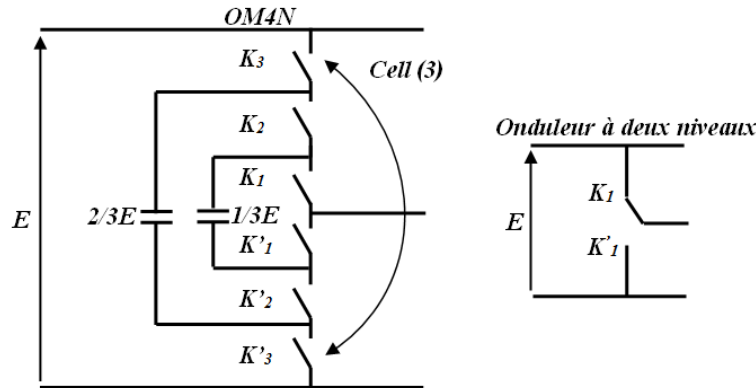 OM4N
K3
Cell (3)
K2
Onduleur à deux niveaux
K1
K1
E
2/3E
1/3E
E
K'1
K'1
K'2
K'3